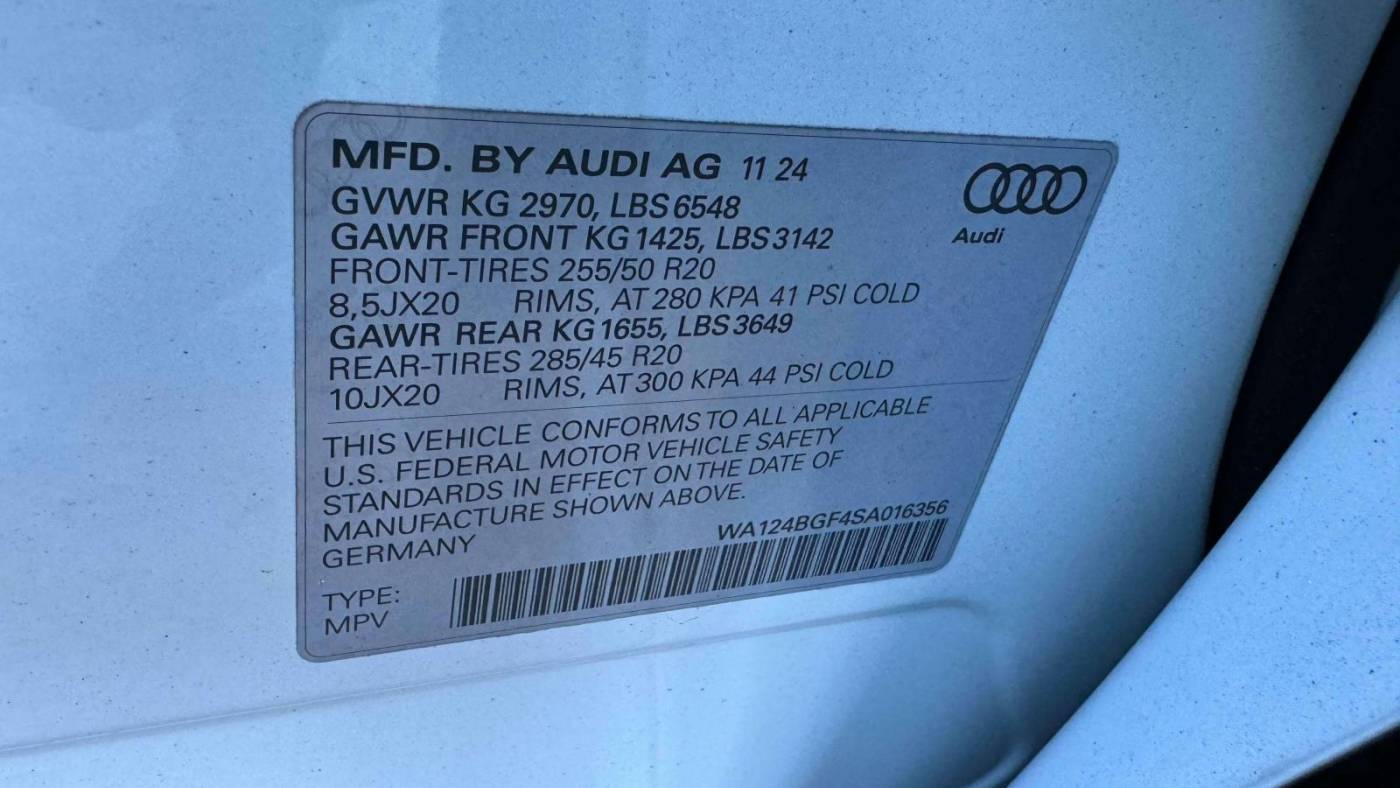 MFD. BY AUDI AG 11 24
GVWR KG 2970, LBS 6548
GAWR FRONT KG 1425, LBS 3142
FRONT-TIRES 255/50 R20
8,5JX20 RIMS, AT 280 KPA 41 PSI COLD
GAWR REAR KG 1655, LBS 3649
REAR-TIRES 285/45 R20
10JX20 RIMS, AT 300 KPA 44 PSI COLD
Audi
THIS VEHICLE CONFORMS TO ALL APPLICABLE
U.S. FEDERAL MOTOR VEHICLE SAFETY
STANDARDS IN EFFECT ON THE DATE OF
MANUFACTURE SHOWN ABOVE.
GERMANY
WA124BGF4SA016356
TYPE:
MPV